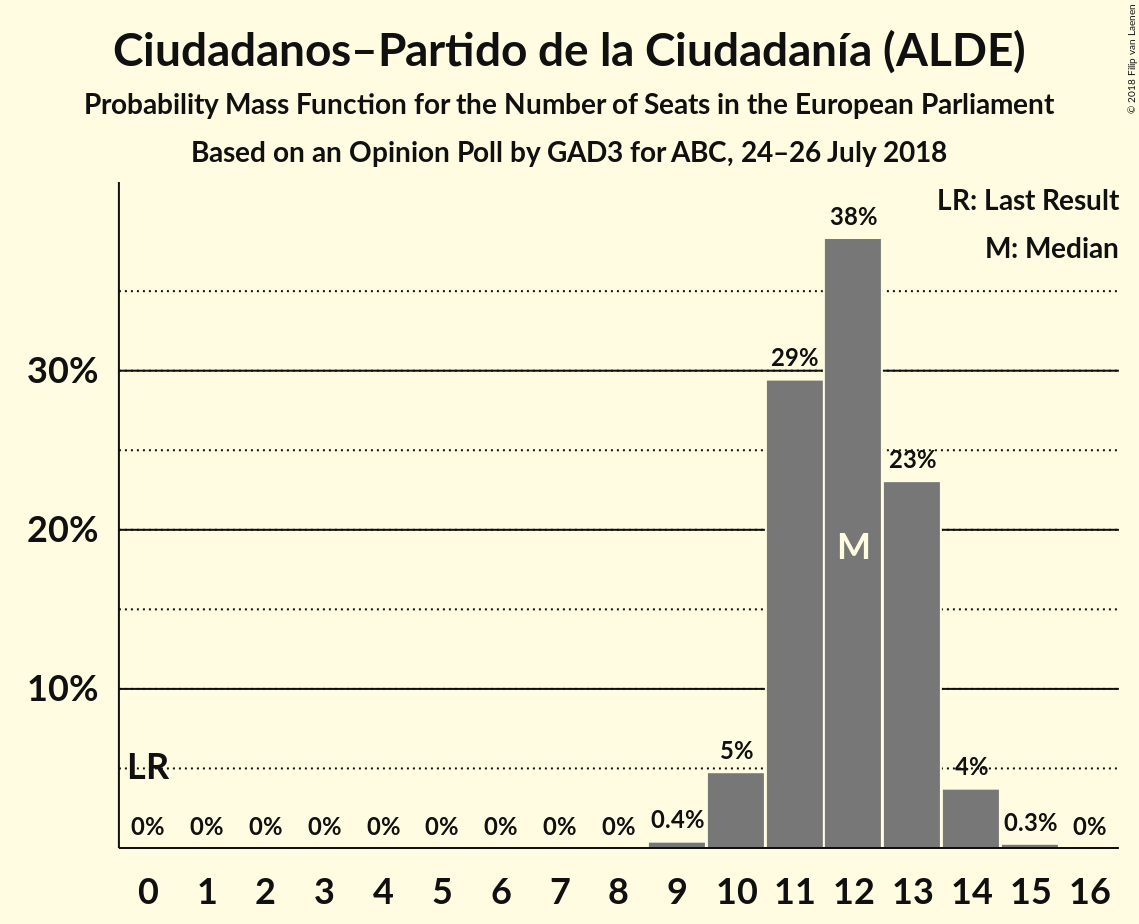 Ciudadanos–Partido de la Ciudadanía (ALDE)
Probability Mass Function for the Number of Seats in the European Parliament
Based on an Opinion Poll by GAD3 for ABC, 24–26 July 2018
© 2018 Filip van Laenen
LR: Last Result
M: Median
38%
29%
30%
23%
20%
M
10%
5%
4%
LR
0% 0% 0% 0% 0% 0% 0% 0% 0% 0.4% 0.3% 0%
0 1 2 3 4 5 6 7 8 9 10 11 12 13 14 15 16